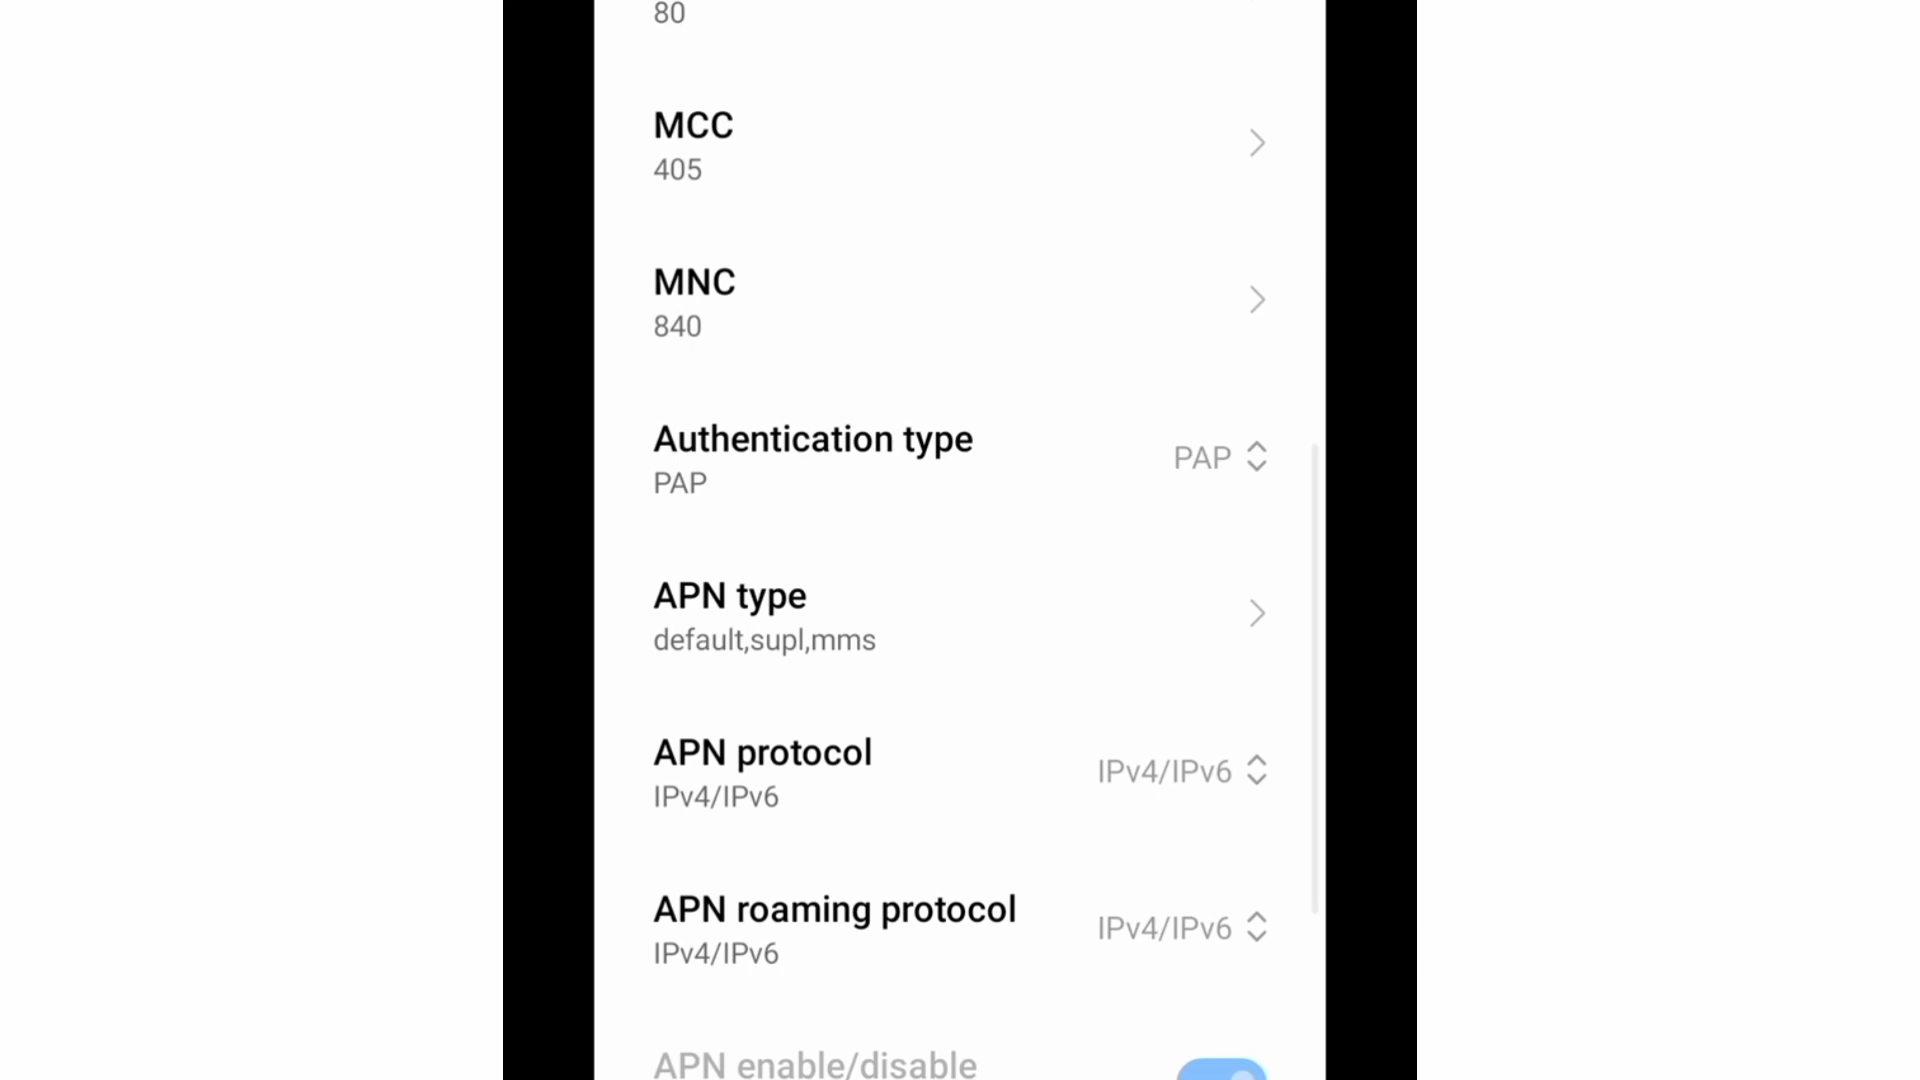 80
MCC
405
MNC
840
Authentication type
PAP
PAP
APN type
default,supl,mms
APN protocol
IPv4/IPv6
IPv4/IPv6
APN roaming protocol
IPv4/IPv6
IPv4/IPv6
APN enable/disable